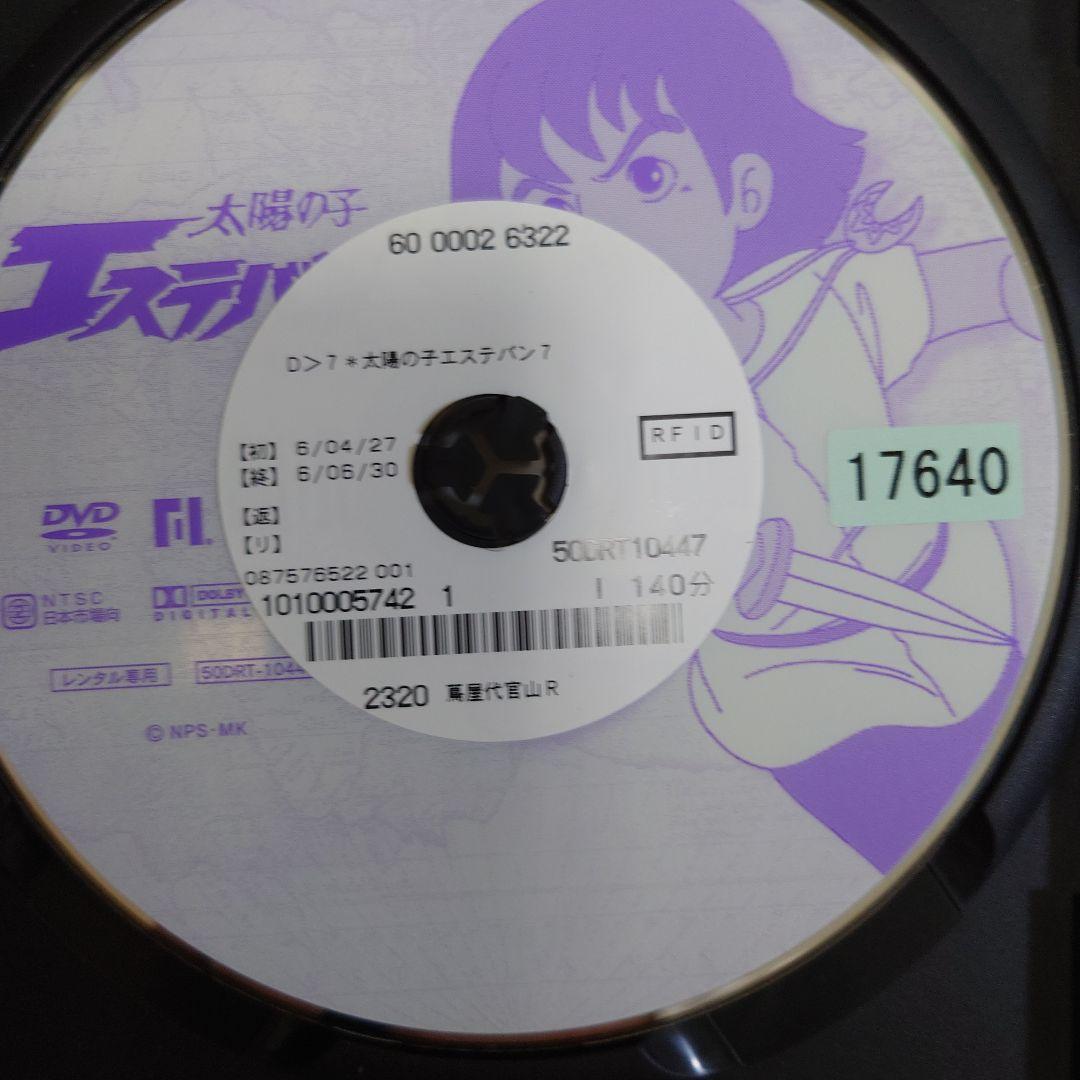 太陽の子
エステバン
60 0002 6322
D＞7＊太陽の子エステバン7
【初】 6/04/27
【終】 6/06/30
【返】
【リ】
RFID
17640
50DRT10447
087576522 001
1 140分
1010005742 1
2320 蔦屋代官山R
DVD
VIDEO
NTSC
日本市場向
DOLBY
DIGITAL
レンタル専用
50DRT-1044
© NPS・MK